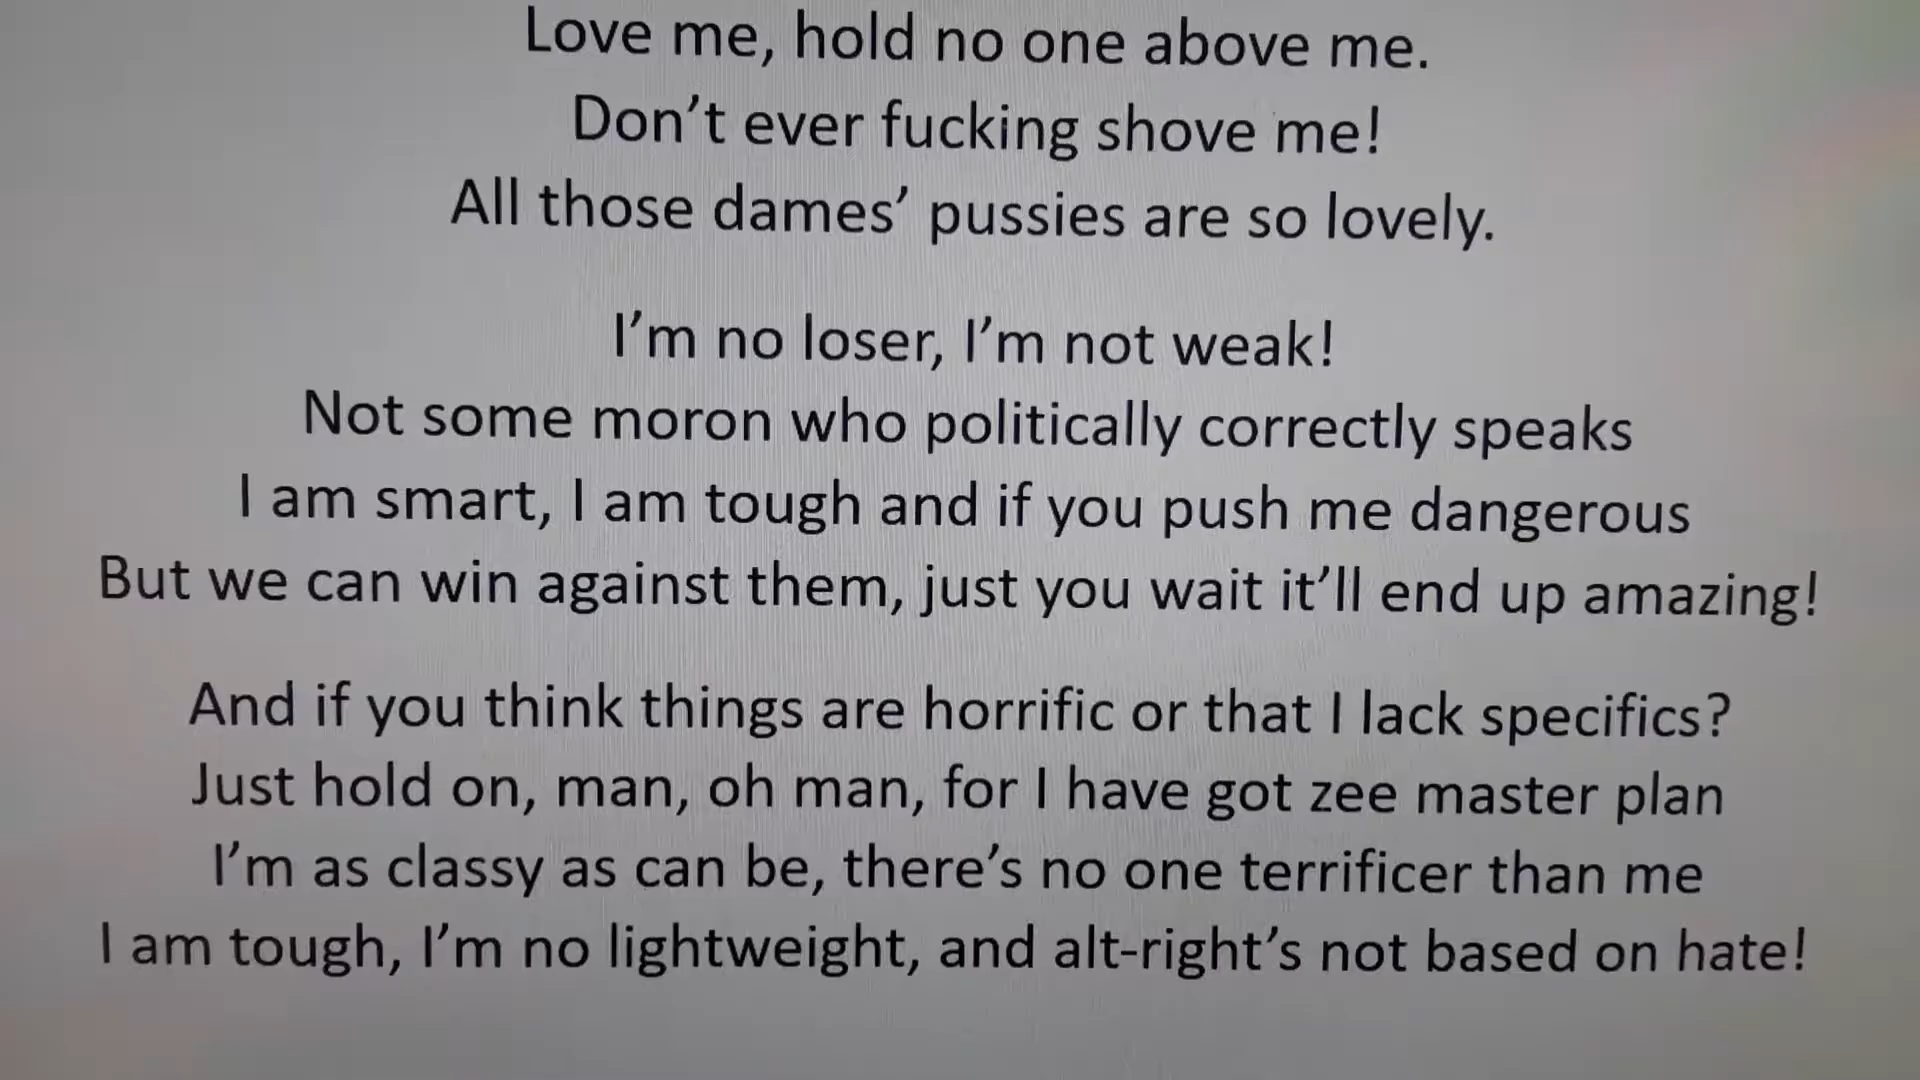 Love me, hold no one above me.
Don’t ever fucking shove me!
All those dames’ pussies are so lovely.
I’m no loser, I’m not weak!
Not some moron who politically correctly speaks
I am smart, I am tough and if you push me dangerous
But we can win against them, just you wait it’ll end up amazing!
And if you think things are horrific or that I lack specifics?
Just hold on, man, oh man, for I have got zee master plan
I’m as classy as can be, there’s no one terrificer than me
I am tough, I’m no lightweight, and alt-right’s not based on hate!